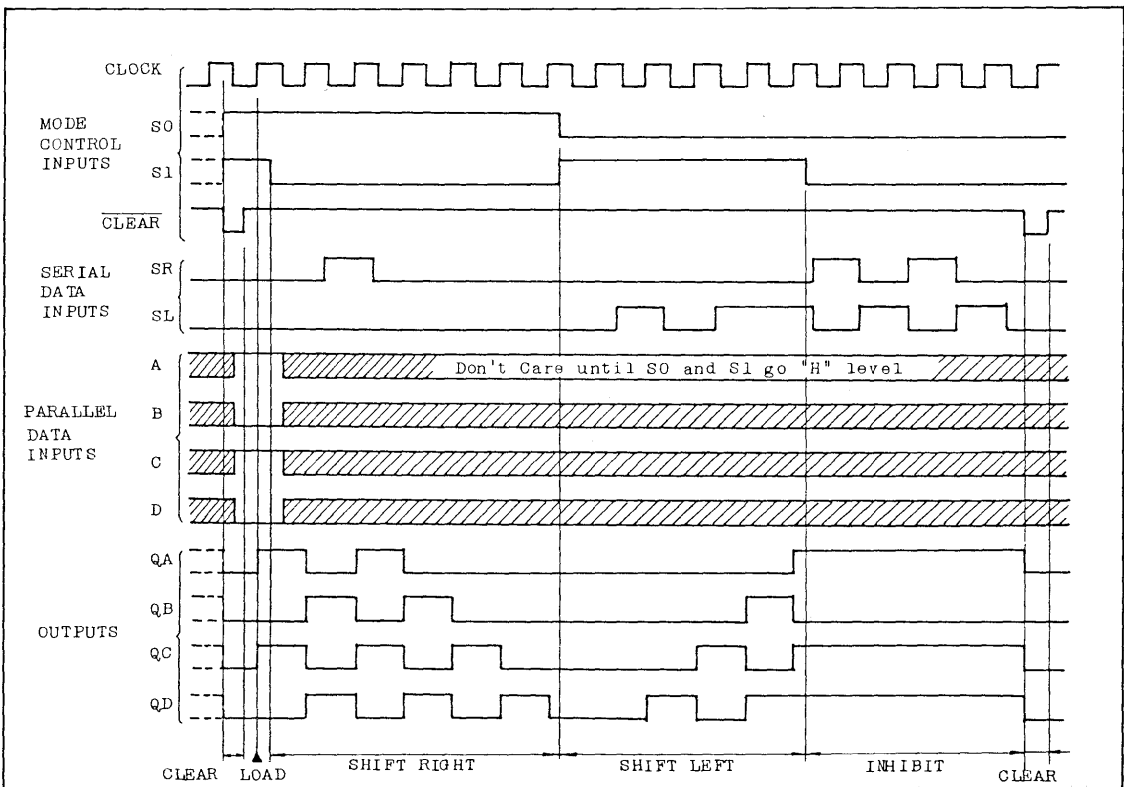 CLOCK
MODE
CONTROL
INPUTS
S0
S1
CLEAR
SERIAL
DATA
INPUTS
SR
SL
PARALLEL
DATA
INPUTS
A
Don't Care until S0 and S1 go "H" level
B
C
D
OUTPUTS
QA
QB
QC
QD
CLEAR
LOAD
SHIFT RIGHT
SHIFT LEFT
INHIBIT
CLEAR